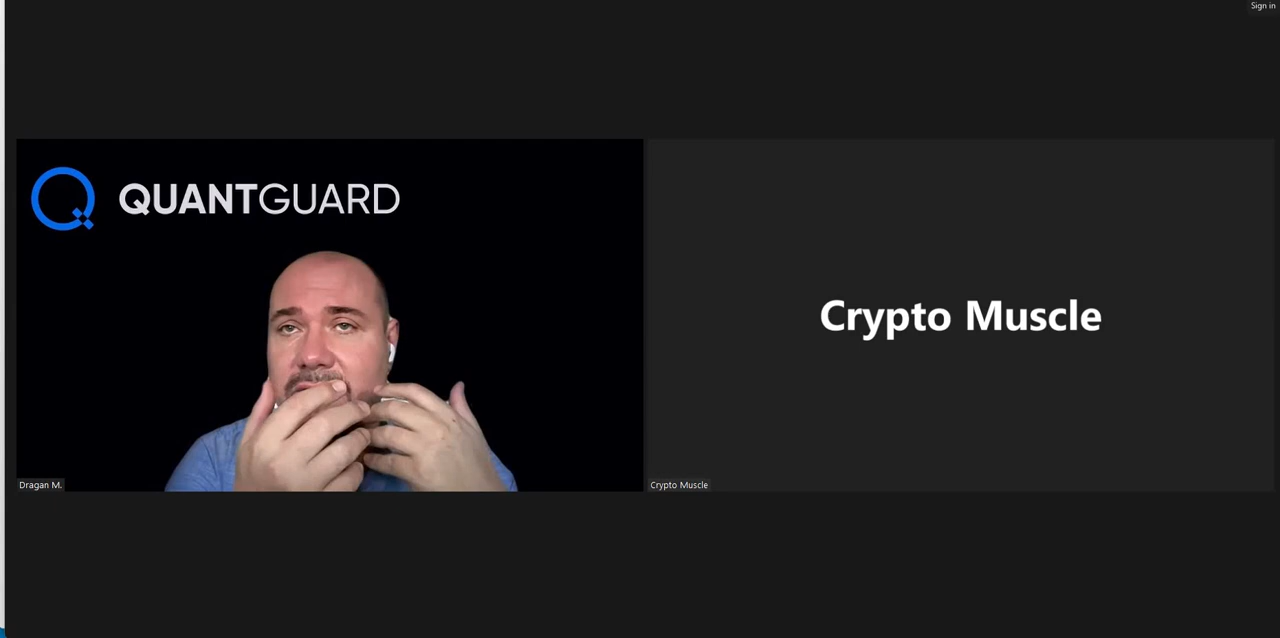 Sign in
QUANTGUARD
Crypto Muscle
Dragan M.
Crypto Muscle